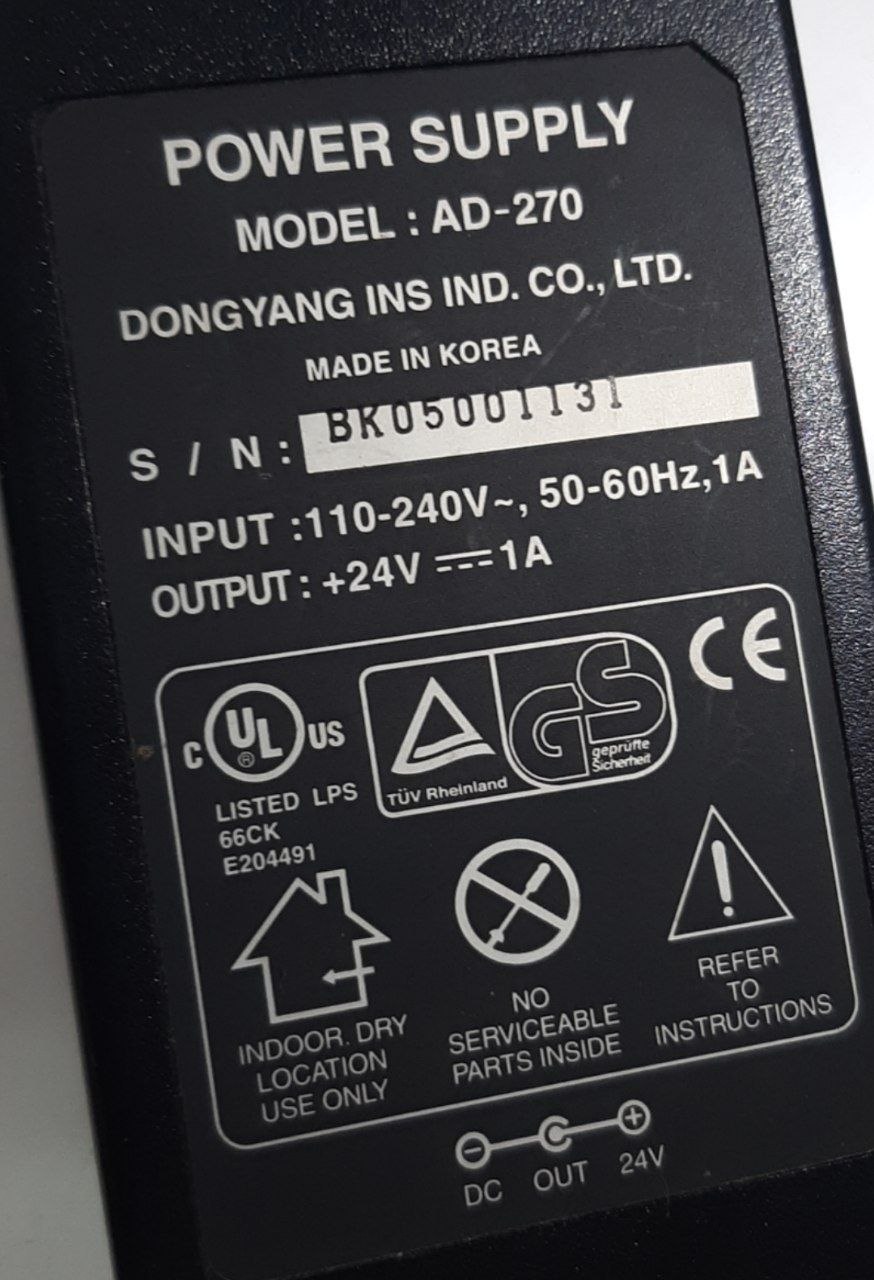 POWER SUPPLY
MODEL : AD-270
DONGYANG INS IND. CO., LTD.
MADE IN KOREA
S / N : BK05001131
INPUT :110-240V~, 50-60Hz,1A
OUTPUT : +24V ⎓ 1A
C UL ® US
LISTED LPS
66CK
E204491
TÜV Rheinland
GS
geprüfte
Sicherheit
CE
INDOOR. DRY
LOCATION
USE ONLY
NO
SERVICEABLE
PARTS INSIDE
REFER
TO
INSTRUCTIONS
DC OUT 24V